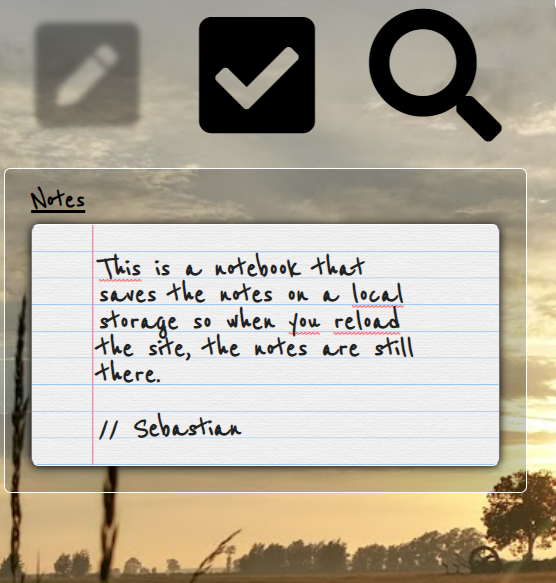 Notes
This is a notebook that
saves the notes on a local
storage so when you reload
the site, the notes are still
there.
// Sebastian